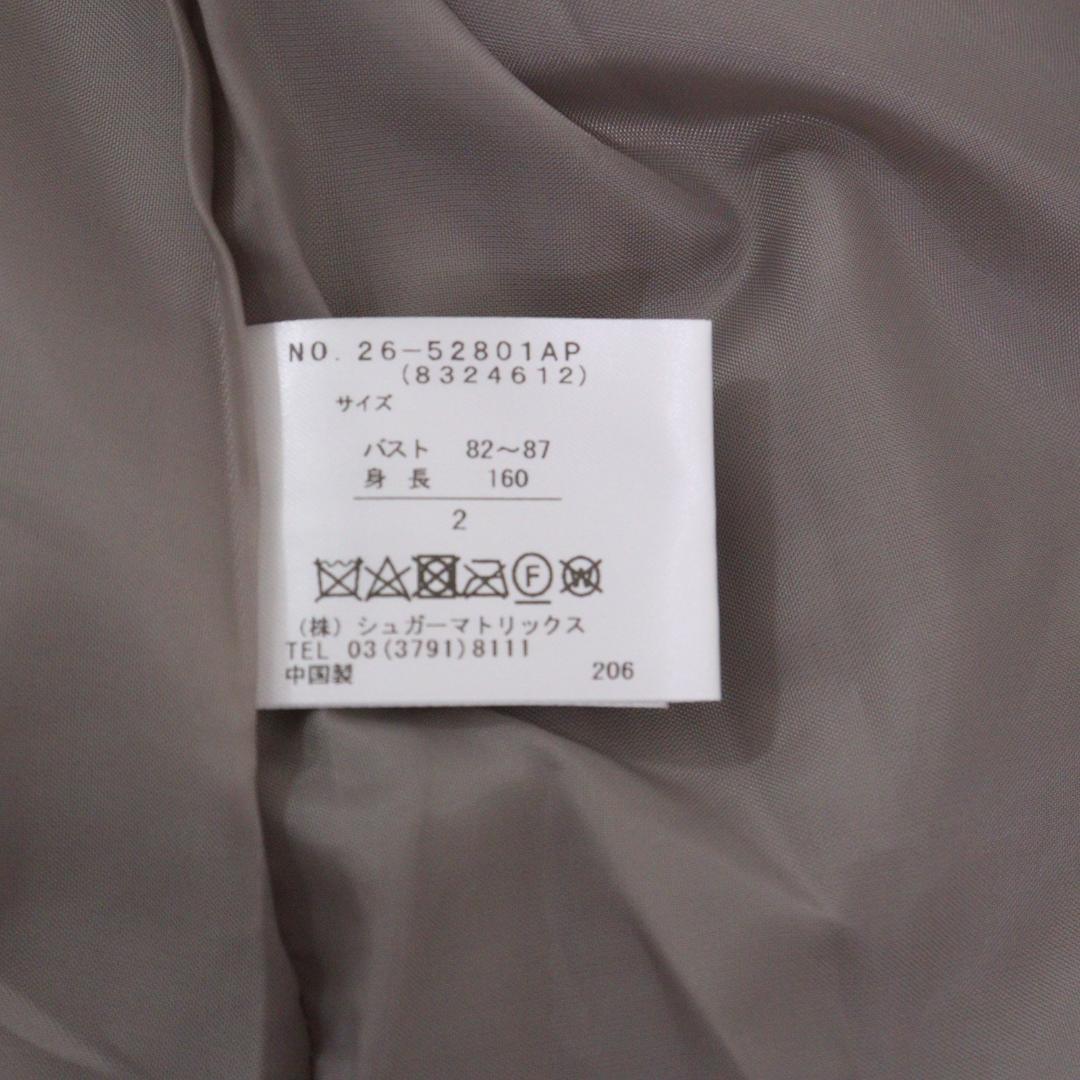 NO. 26-52801AP
(8324612)
サイズ
バスト 82～87
身長 160
2
F W
(株) シュガーマトリックス
TEL 03(3791)8111
中国製 206